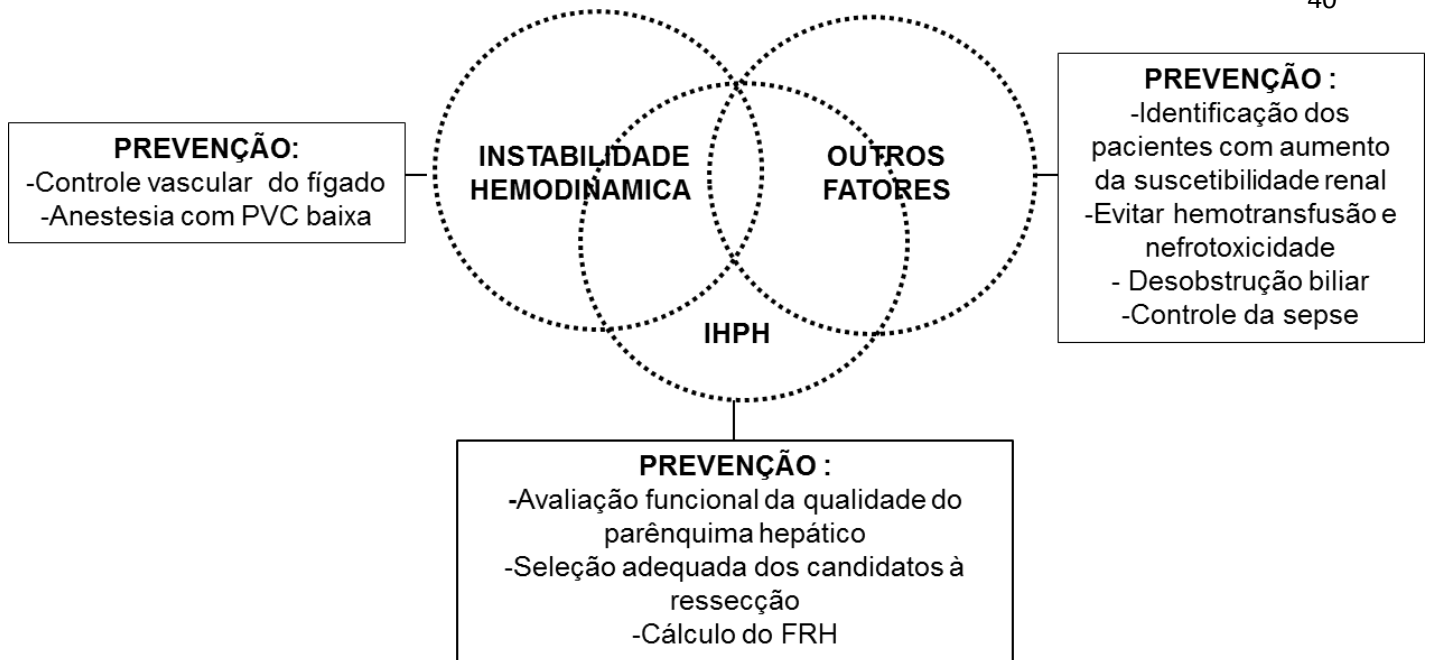 40
PREVENÇÃO:
-Controle vascular do fígado
-Anestesia com PVC baixa
INSTABILIDADE
HEMODINAMICA
OUTROS
FATORES
IHPH
PREVENÇÃO :
-Identificação dos
pacientes com aumento
da suscetibilidade renal
-Evitar hemotransfusão e
nefrotoxicidade
- Desobstrução biliar
-Controle da sepse
PREVENÇÃO :
-Avaliação funcional da qualidade do
parênquima hepático
-Seleção adequada dos candidatos à
ressecção
-Cálculo do FRH